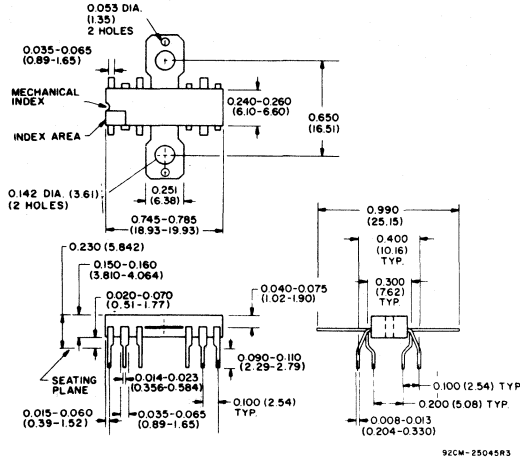 0.053 DIA.
(1.35)
2 HOLES
0.035-0.065
(0.89-1.65)
MECHANICAL
INDEX
INDEX AREA
0.240-0.260
(6.10-6.60)
0.650
(16.51)
0.142 DIA. (3.61)
(2 HOLES)
0.251
(6.38)
0.745-0.785
(18.93-19.93)
0.990
(25.15)
0.400
(10.16)
TYP.
0.300
(7.62)
TYP.
0.230 (5.842)
0.150-0.160
(3.810-4.064)
0.020-0.070
(0.51-1.77)
0.040-0.075
(1.02-1.90)
0.090-0.110
(2.29-2.79)
SEATING
PLANE
0.014-0.023
(0.356-0.584)
0.100 (2.54)
TYP.
0.015-0.060
(0.39-1.52)
0.035-0.065
(0.89-1.65)
0.100 (2.54) TYP.
0.200 (5.08) TYP.
0.008-0.013
(0.204-0.330)
92CM-25045R3